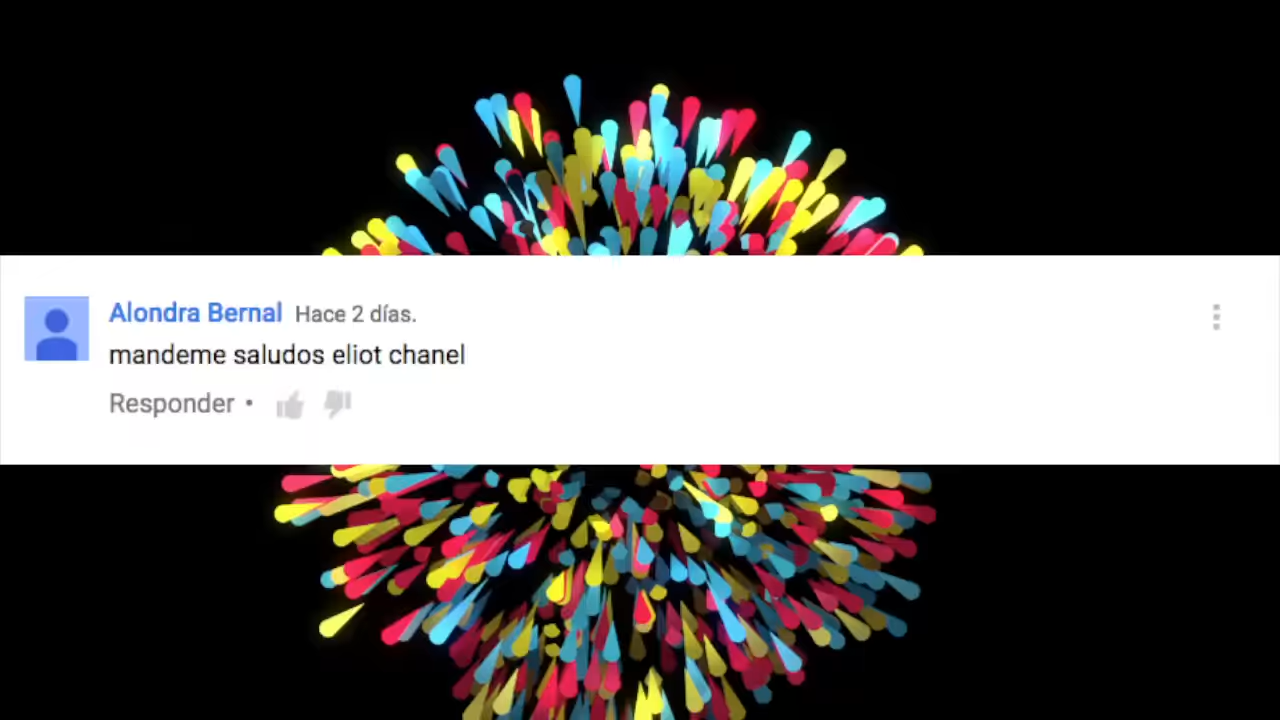 Alondra Bernal Hace 2 días.
mandeme saludos eliot chanel
Responder •